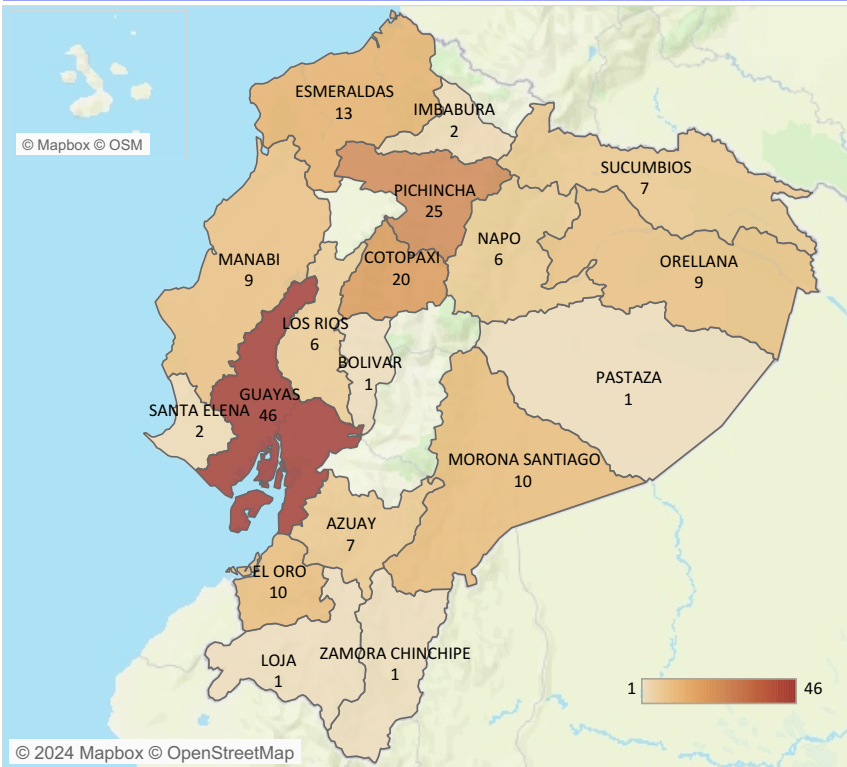 © Mapbox © OSM
ESMERALDAS
13
IMBABURA
2
SUCUMBIOS
7
PICHINCHA
25
NAPO
6
MANABI
9
COTOPAXI
20
ORELLANA
9
LOS RIOS
6
BOLIVAR
1
PASTAZA
1
GUAYAS
46
SANTA ELENA
2
MORONA SANTIAGO
10
AZUAY
7
EL ORO
10
ZAMORA CHINCHIPE
1
LOJA
1
1 46
© 2024 Mapbox © OpenStreetMap